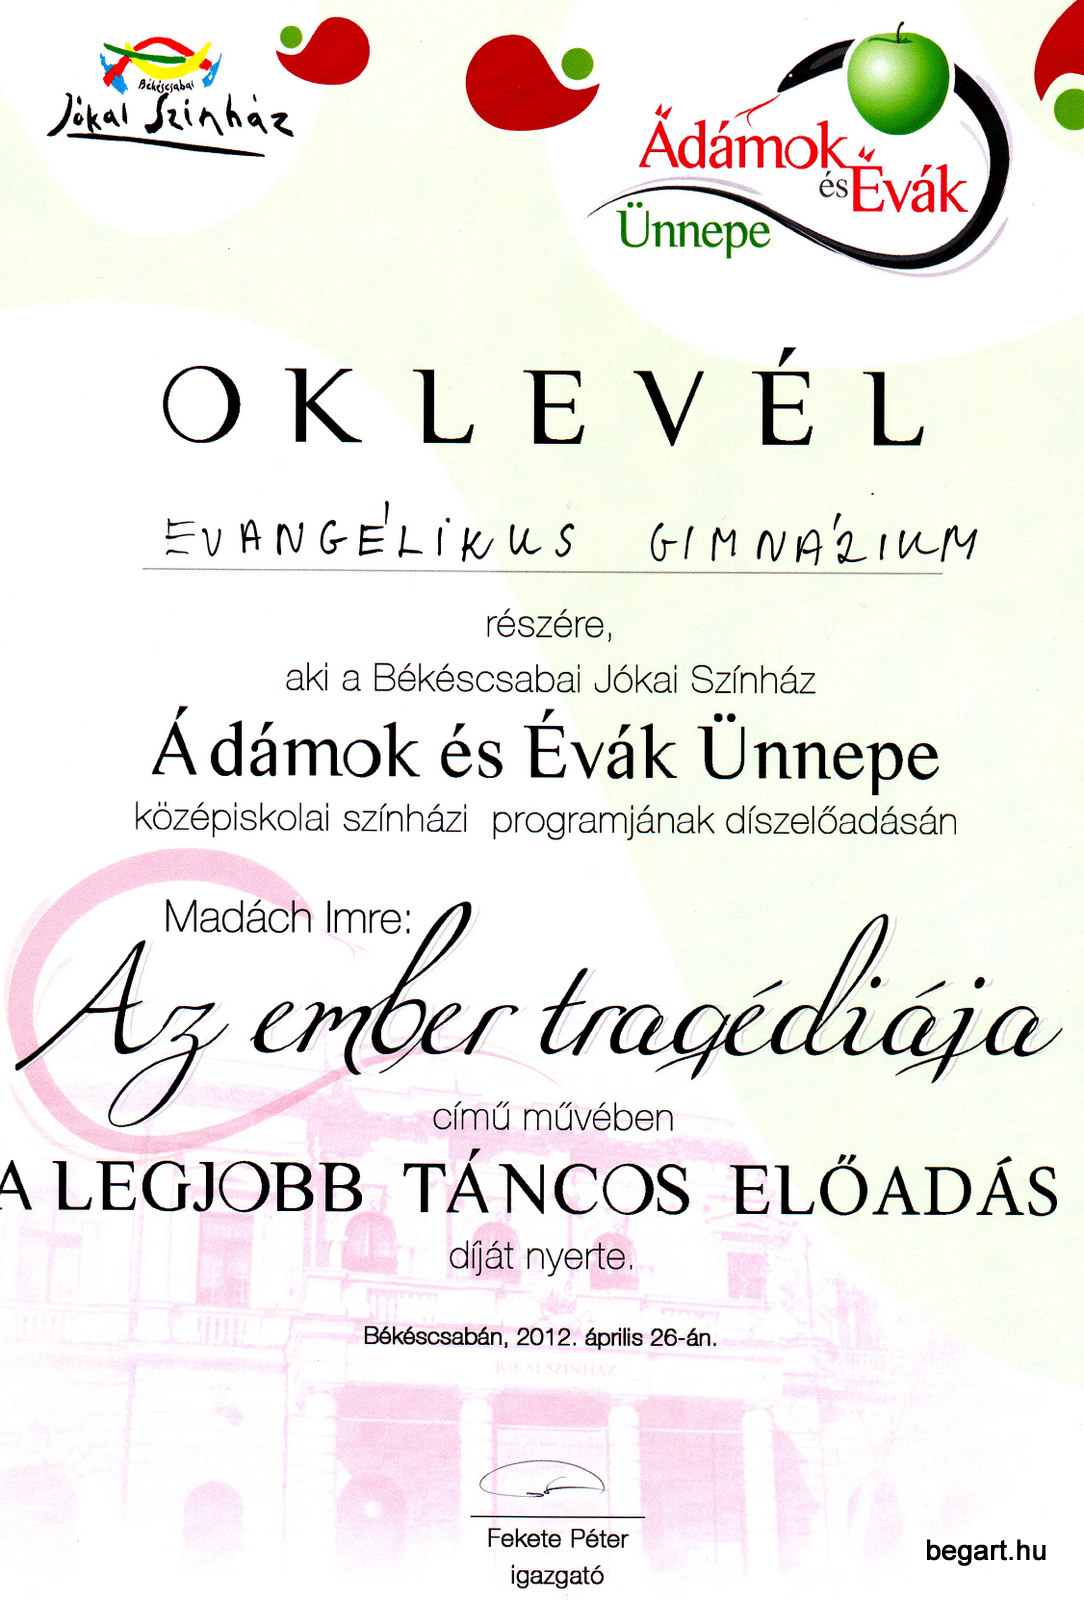 Békéscsabai
Jókai Színház
Ádámok
és Évák
Ünnepe
OKLEVÉL
EVANGÉLIKUS GIMNÁZIUM
részére,
aki a Békéscsabai Jókai Színház
Ádámok és Évák Ünnepe
középiskolai színházi programjának díszelőadásán
Madách Imre:
Az ember tragédiája
című művében
A LEGJOBB TÁNCOS ELŐADÁS
díját nyerte.
Békéscsabán, 2012. április 26-án.
JÓKAI SZÍNHÁZ
Fekete Péter
igazgató
begart.hu